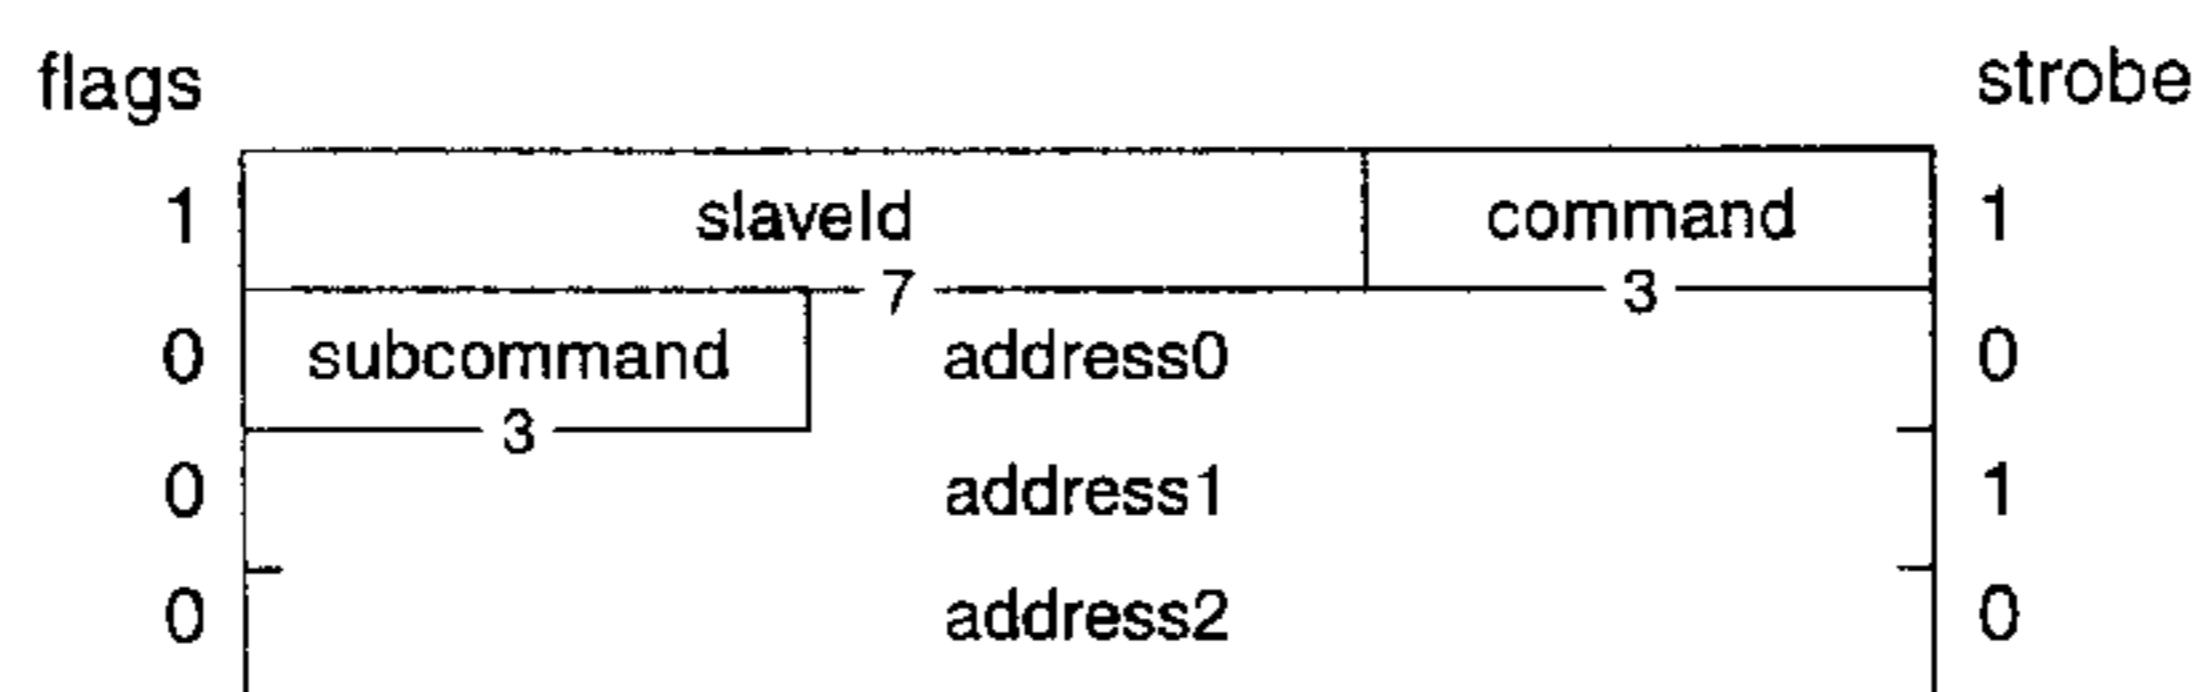 flags strobe
1 slaveId command 1
7 3
0 subcommand address0 0
3
0 address1 1
0 address2 0